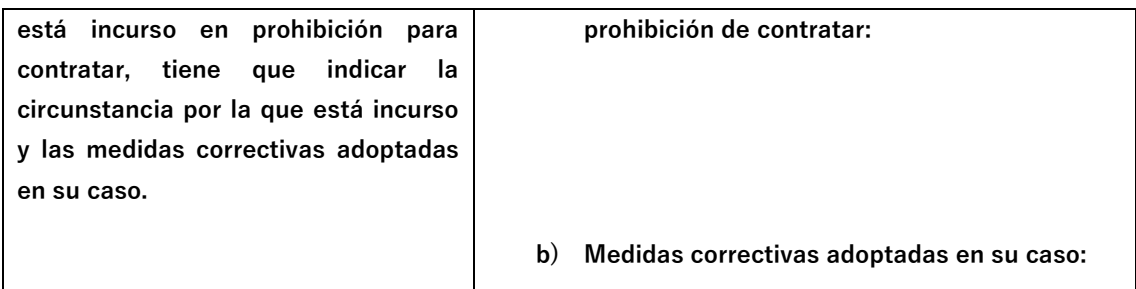 está incurso en prohibición para
contratar, tiene que indicar la
circunstancia por la que está incurso
y las medidas correctivas adoptadas
en su caso.
prohibición de contratar:
b) Medidas correctivas adoptadas en su caso: